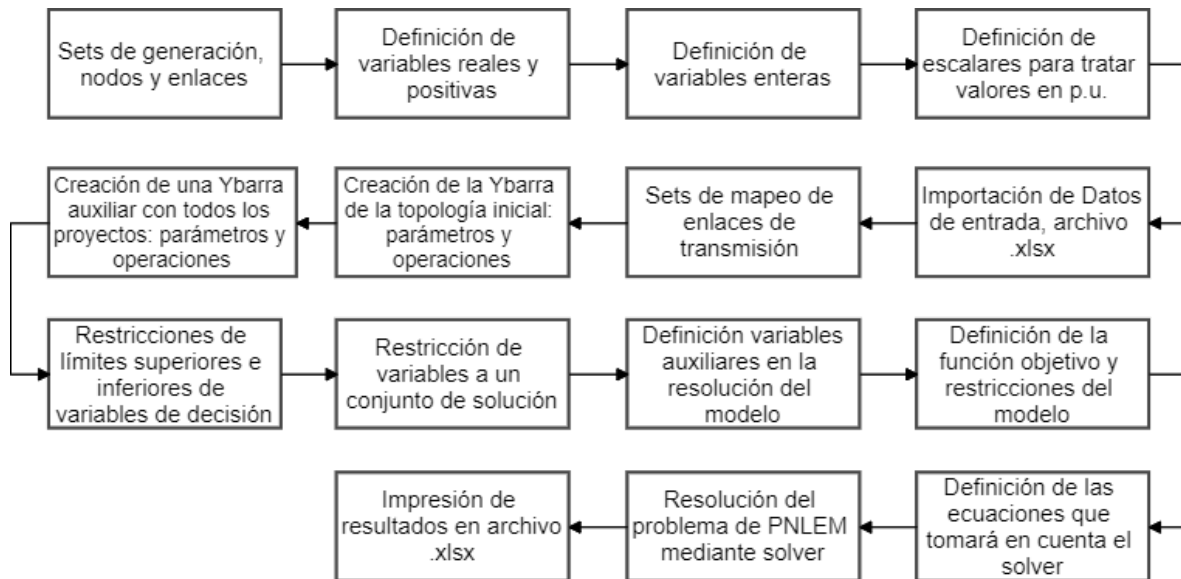 Sets de generación,
nodos y enlaces
Definición de
variables reales y
positivas
Definición de
variables enteras
Definición de
escalares para tratar
valores en p.u.
Importación de Datos
de entrada, archivo
.xlsx
Sets de mapeo de
enlaces de
transmisión
Creación de la Ybarra
de la topología inicial:
parámetros y
operaciones
Creación de una Ybarra
auxiliar con todos los
proyectos: parámetros y
operaciones
Restricciones de
límites superiores e
inferiores de
variables de decisión
Restricción de
variables a un
conjunto de solución
Definición variables
auxiliares en la
resolución del
modelo
Definición de la
función objetivo y
restricciones del
modelo
Definición de las
ecuaciones que
tomará en cuenta el
solver
Resolución del
problema de PNLEM
mediante solver
Impresión de
resultados en archivo
.xlsx